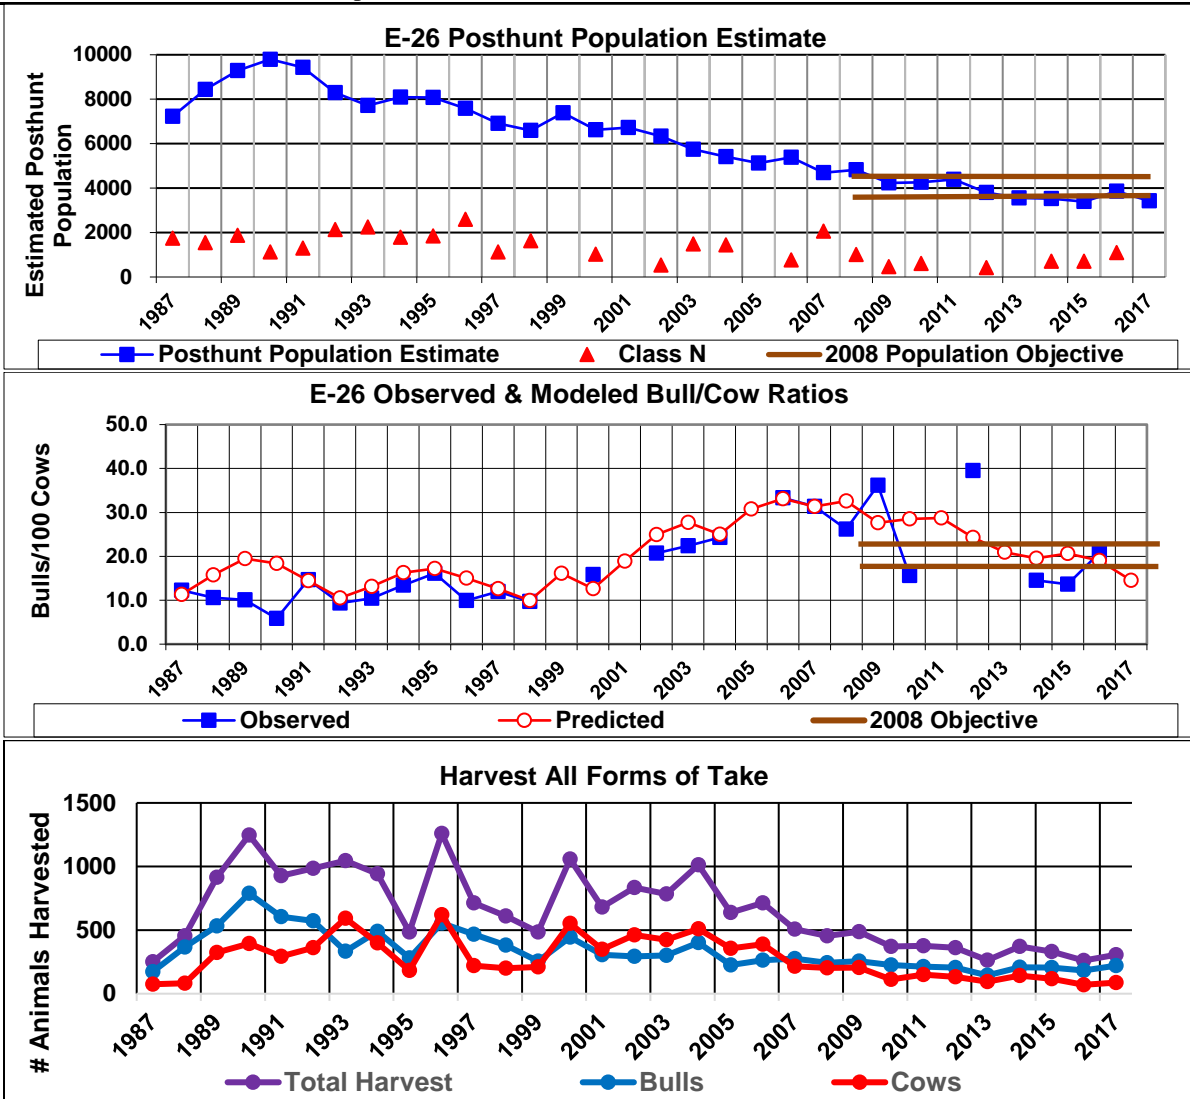 E-26 Posthunt Population Estimate
Estimated Posthunt
Population
10000
8000
6000
4000
2000
0
1987 1989 1991 1993 1995 1997 1999 2001 2003 2005 2007 2009 2011 2013 2015 2017
Posthunt Population Estimate Class N 2008 Population Objective
E-26 Observed & Modeled Bull/Cow Ratios
Bulls/100 Cows
50.0
40.0
30.0
20.0
10.0
0.0
1987 1989 1991 1993 1995 1997 1999 2001 2003 2005 2007 2009 2011 2013 2015 2017
Observed Predicted 2008 Objective
Harvest All Forms of Take
# Animals Harvested
1500
1000
500
0
1987 1989 1991 1993 1995 1997 1999 2001 2003 2005 2007 2009 2011 2013 2015 2017
Total Harvest Bulls Cows